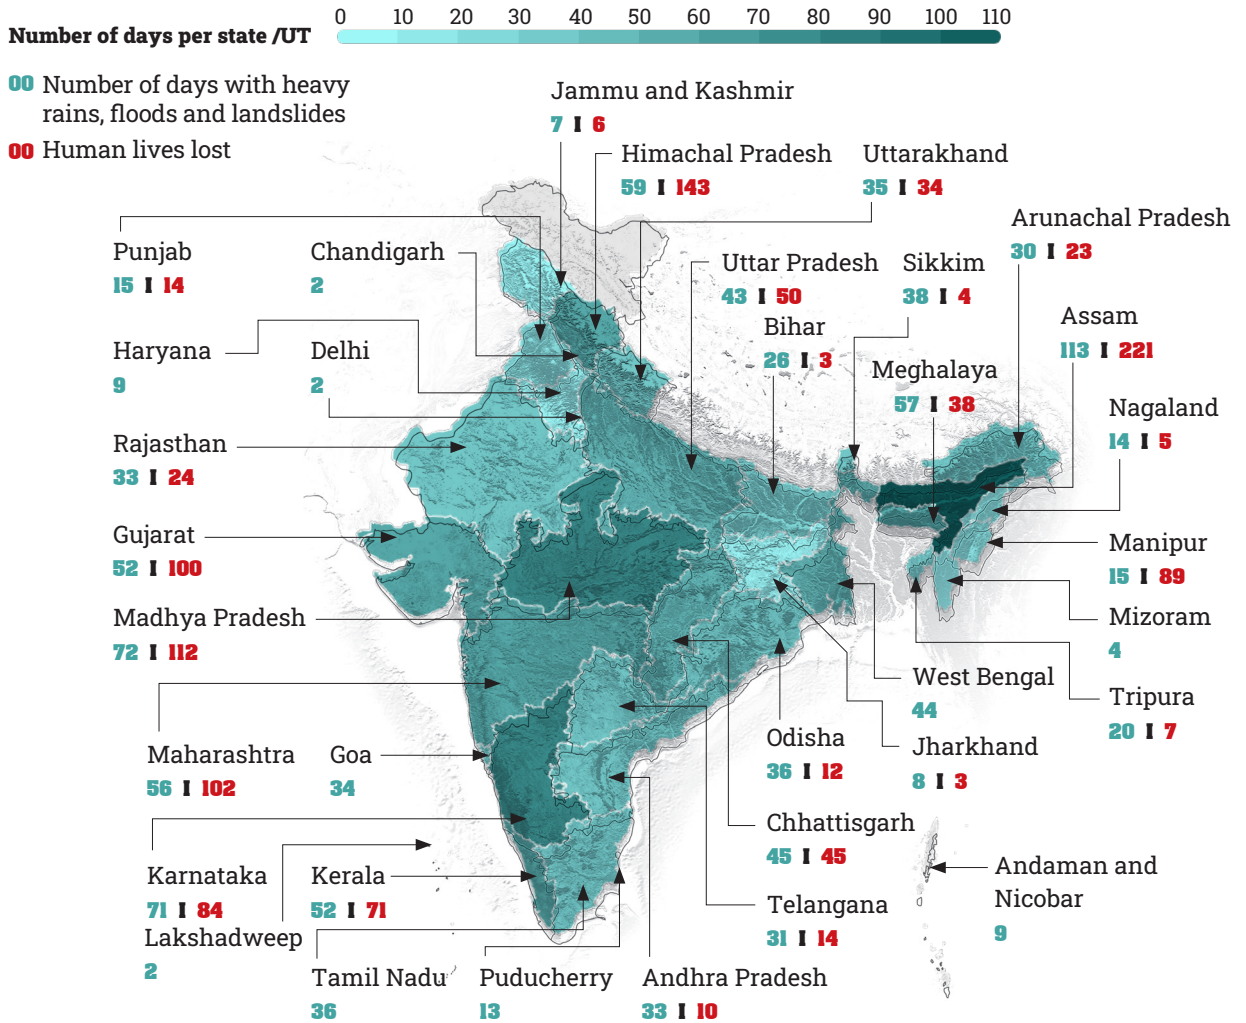 0 10 20 30 40 50 60 70 80 90 100 110
Number of days per state /UT
00 Number of days with heavy
rains, floods and landslides
00 Human lives lost
Jammu and Kashmir
7 I 6
Himachal Pradesh
59 I 143
Uttarakhand
35 I 34
Arunachal Pradesh
30 I 23
Punjab
15 I 14
Chandigarh
2
Uttar Pradesh
43 I 50
Sikkim
38 I 4
Assam
113 I 221
Bihar
26 I 3
Haryana
9
Delhi
2
Meghalaya
57 I 38
Nagaland
14 I 5
Rajasthan
33 I 24
Gujarat
52 I 100
Manipur
15 I 89
Madhya Pradesh
72 I 112
Mizoram
4
West Bengal
44
Tripura
20 I 7
Maharashtra
56 I 102
Goa
34
Odisha
36 I 12
Jharkhand
8 I 3
Chhattisgarh
45 I 45
Karnataka
71 I 84
Kerala
52 I 71
Andaman and
Nicobar
9
Telangana
31 I 14
Lakshadweep
2
Tamil Nadu
36
Puducherry
13
Andhra Pradesh
33 I 10